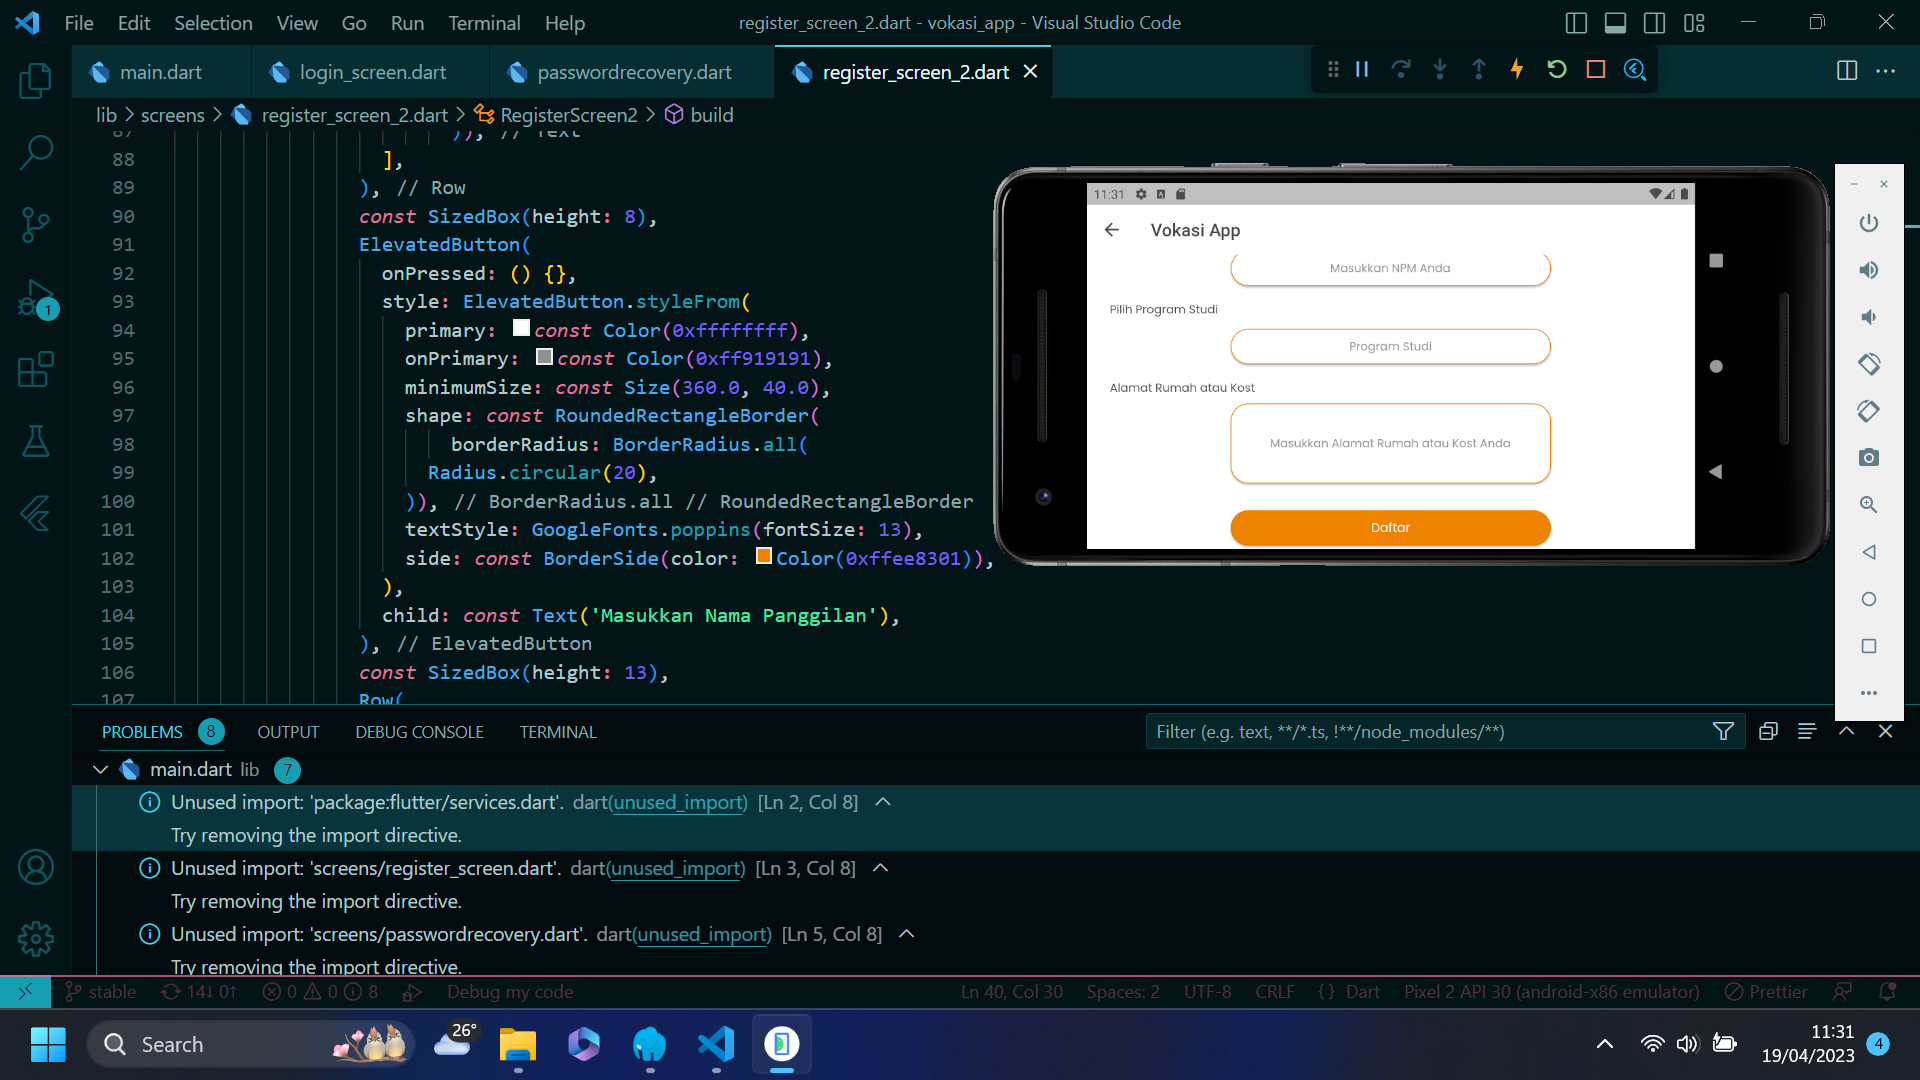 File Edit Selection View Go Run Terminal Help
register_screen_2.dart - vokasi_app - Visual Studio Code
main.dart
login_screen.dart
passwordrecovery.dart
register_screen_2.dart
lib > screens > register_screen_2.dart > RegisterScreen2 > build
87 )), // Text
88 ],
89 ), // Row
90 const SizedBox(height: 8),
91 ElevatedButton(
92 onPressed: () {},
93 style: ElevatedButton.styleFrom(
94 primary: const Color(0xffffffff),
95 onPrimary: const Color(0xff919191),
96 minimumSize: const Size(360.0, 40.0),
97 shape: const RoundedRectangleBorder(
98 borderRadius: BorderRadius.all(
99 Radius.circular(20),
100 )), // BorderRadius.all // RoundedRectangleBorder
101 textStyle: GoogleFonts.poppins(fontSize: 13),
102 side: const BorderSide(color: Color(0xffee8301)),
103 ),
104 child: const Text('Masukkan Nama Panggilan'),
105 ), // ElevatedButton
106 const SizedBox(height: 13),
107 Row(
11:31
Vokasi App
Masukkan NPM Anda
Pilih Program Studi
Program Studi
Alamat Rumah atau Kost
Masukkan Alamat Rumah atau Kost Anda
Daftar
1
PROBLEMS 8 OUTPUT DEBUG CONSOLE TERMINAL
Filter (e.g. text, **/*.ts, !**/node_modules/**)
main.dart lib 7
Unused import: 'package:flutter/services.dart'. dart(unused_import) [Ln 2, Col 8]
Try removing the import directive.
Unused import: 'screens/register_screen.dart'. dart(unused_import) [Ln 3, Col 8]
Try removing the import directive.
Unused import: 'screens/passwordrecovery.dart'. dart(unused_import) [Ln 5, Col 8]
Try removing the import directive.
stable 14↓ 0↑ 0 0 8 Debug my code
Ln 40, Col 30 Spaces: 2 UTF-8 CRLF {} Dart Pixel 2 API 30 (android-x86 emulator) Prettier
Search
26°
11:31
19/04/2023
4